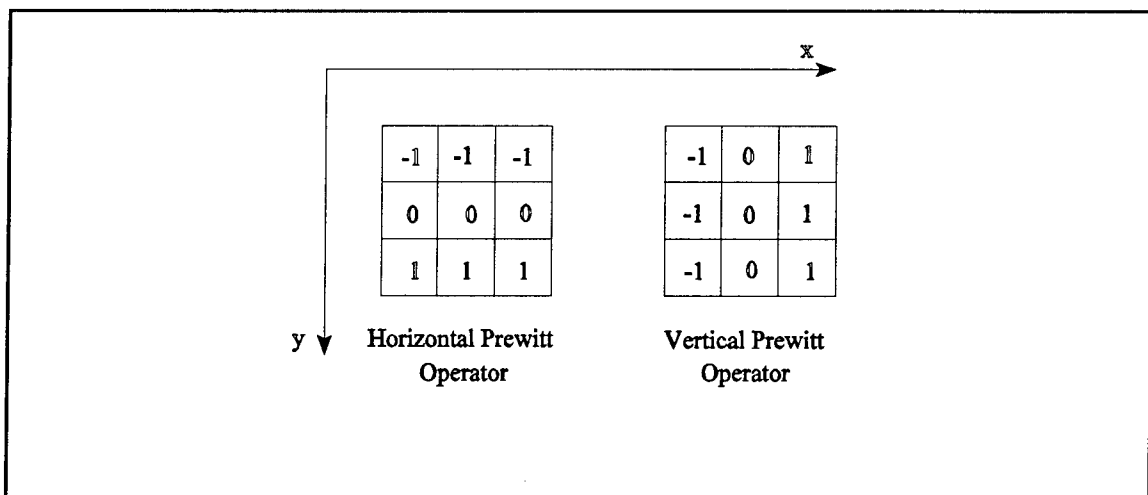 x
-1 -1 -1
-1 0 1
0 0 0
-1 0 1
1 1 1
-1 0 1
y
Horizontal Prewitt
Operator
Vertical Prewitt
Operator